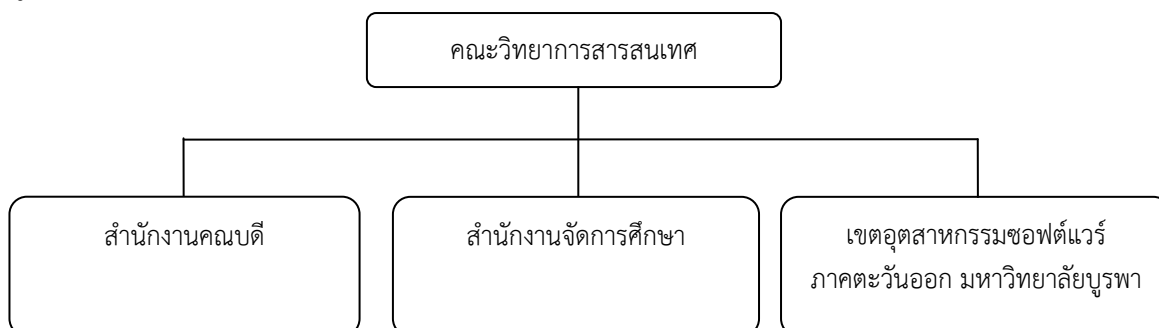 คณะวิทยาการสารสนเทศ
สำนักงานคณบดี
สำนักงานจัดการศึกษา
เขตอุตสาหกรรมซอฟต์แวร์
ภาคตะวันออก มหาวิทยาลัยบูรพา